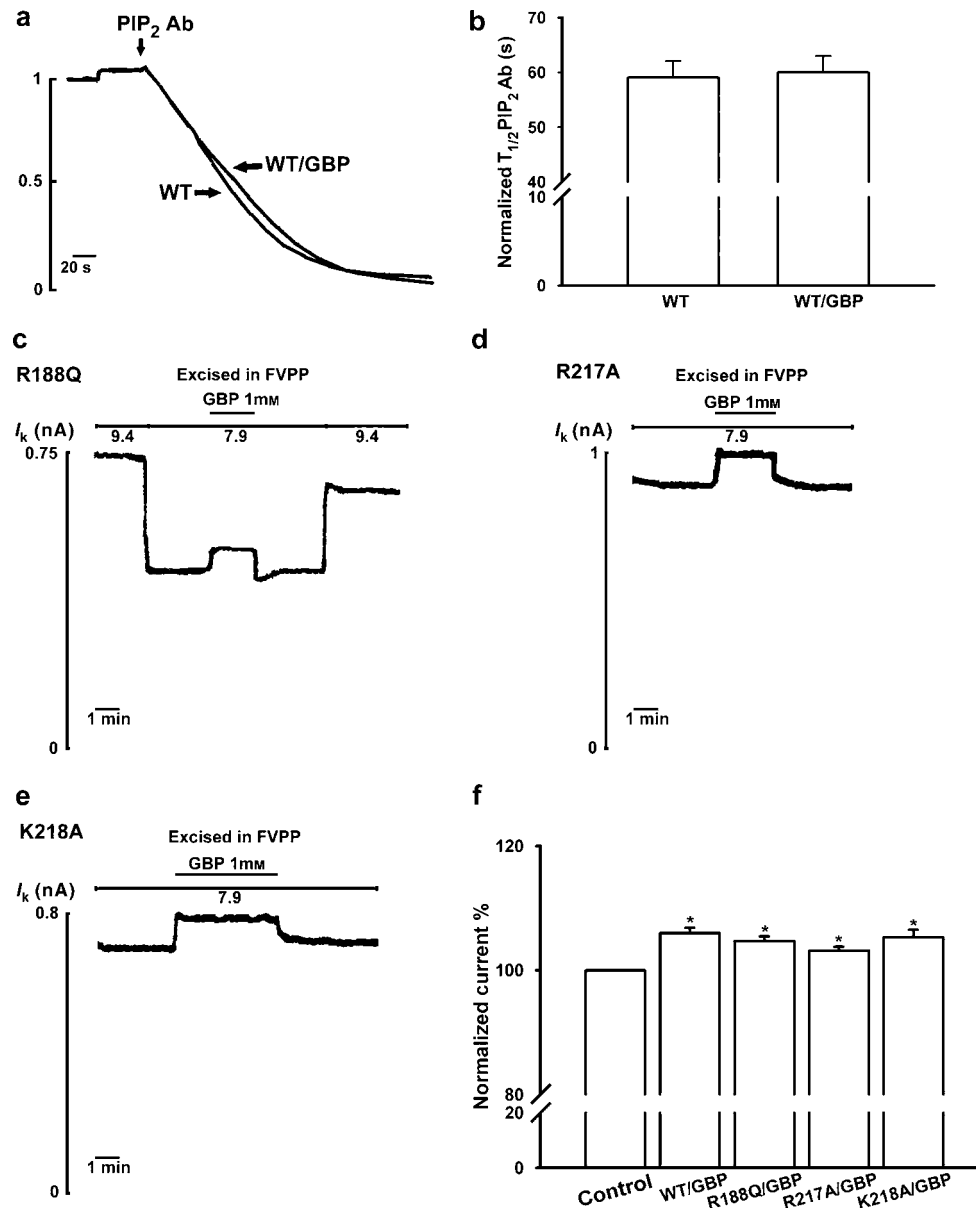 a
PIP2 Ab
1
WT/GBP
WT
0.5
20 s
0
b
Normalized T1/2 PIP2 Ab (s)
70
60
50
40
10
0
WT
WT/GBP
c
R188Q
Excised in FVPP
GBP 1mM
Ik (nA)
9.4
7.9
9.4
0.75
1 min
0
d
R217A
Excised in FVPP
GBP 1mM
Ik (nA)
7.9
1
1 min
0
e
K218A
Excised in FVPP
GBP 1mM
Ik (nA)
7.9
0.8
1 min
0
f
Normalized current %
120
100
80
20
0
*
*
*
*
Control
WT/GBP
R188Q/GBP
R217A/GBP
K218A/GBP